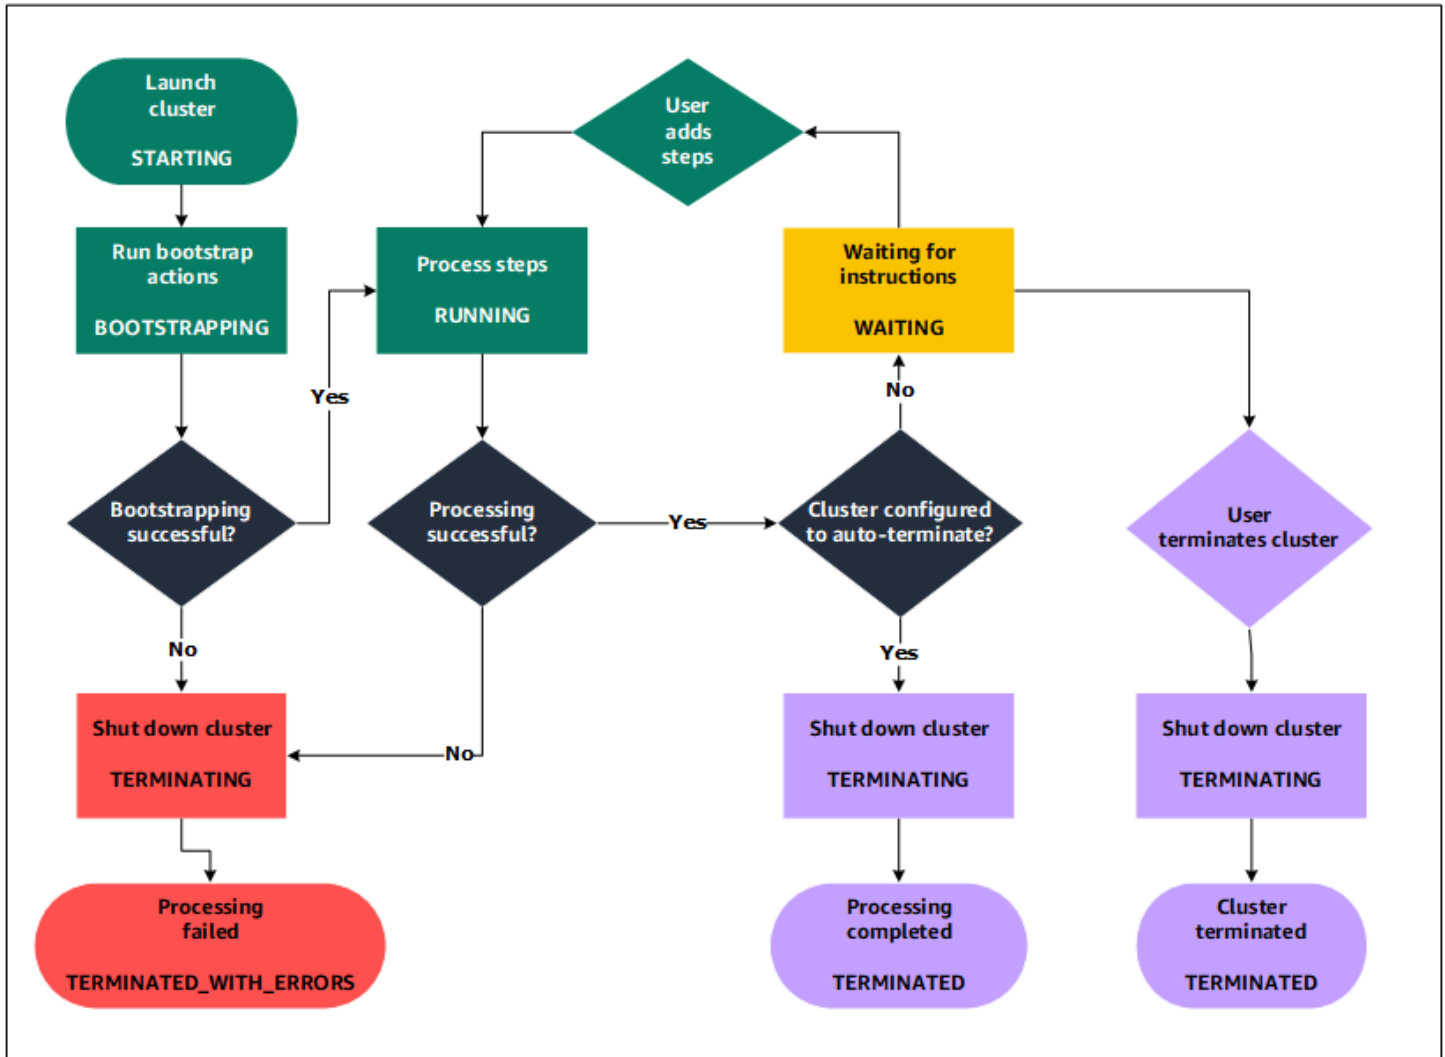 Launch
cluster
STARTING
User
adds
steps
Run bootstrap
actions
BOOTSTRAPPING
Process steps
RUNNING
Waiting for
instructions
WAITING
Yes
No
Bootstrapping
successful?
Processing
successful?
Yes
Cluster configured
to auto-terminate?
User
terminates cluster
No
Yes
Shut down cluster
TERMINATING
No
Shut down cluster
TERMINATING
Shut down cluster
TERMINATING
Processing
failed
TERMINATED_WITH_ERRORS
Processing
completed
TERMINATED
Cluster
terminated
TERMINATED